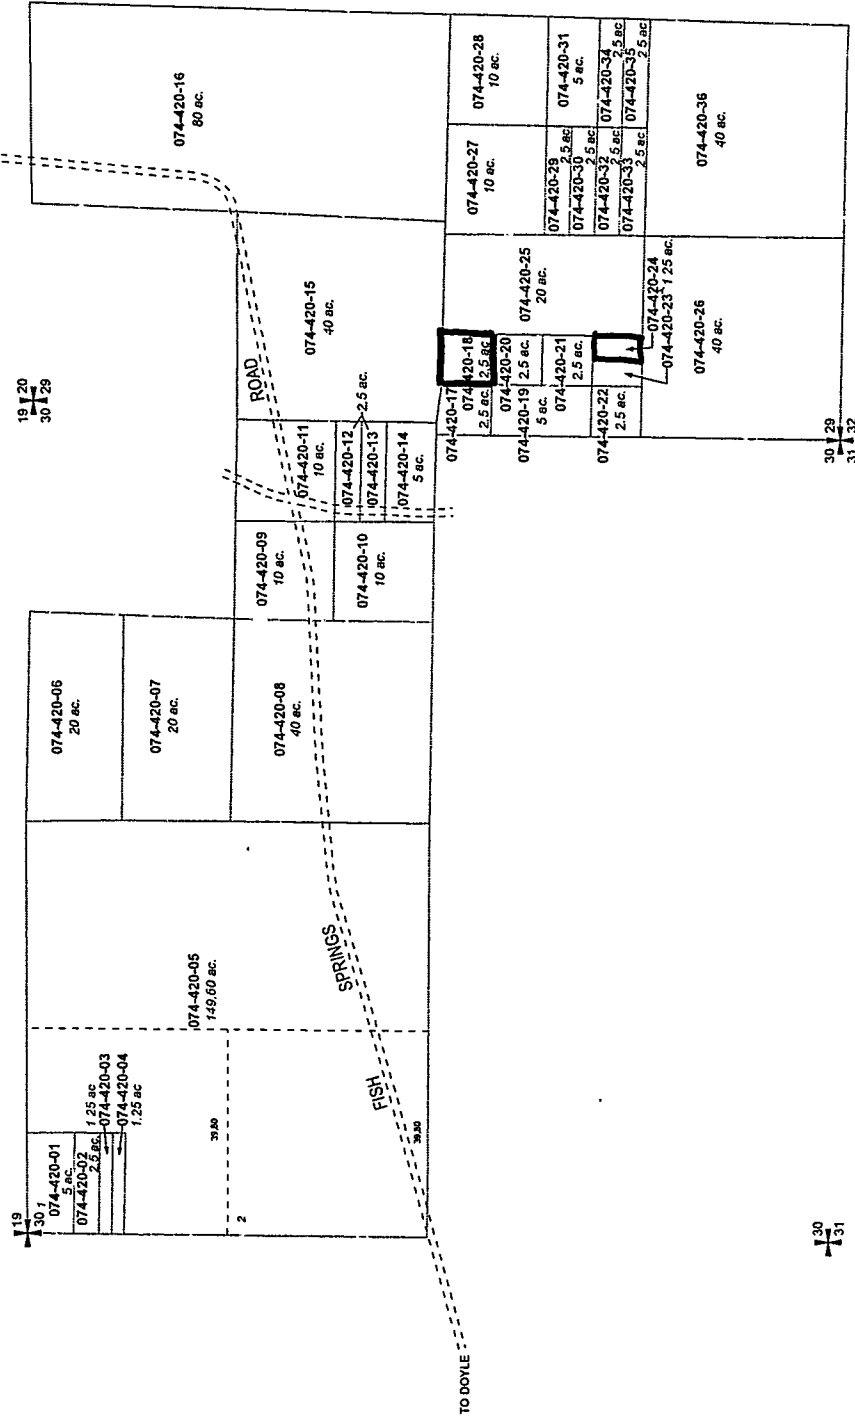 074-420-16
80 ac.
19 20
30 29
ROAD
074-420-15
40 ac.
074-420-28
10 ac.
074-420-27
10 ac.
074-420-31
5 ac.
074-420-34
2.5 ac
074-420-35
2.5 ac
074-420-29
2.5 ac
074-420-30
2 5 ac
074-420-32
2.5 ac
074-420-33
2 5 ac
074-420-36
40 ac.
074-420-25
20 ac.
074-420-24
1 25 ac.
074-420-23
074-420-26
40 ac.
074-420-18
2.5 ac
074-420-17
2.5 ac.
074-420-20
2.5 ac.
074-420-19
5 ac.
074-420-21
2.5 ac.
074-420-22
2.5 ac.
30 29
31 32
074-420-11
10 ac.
2.5 ac.
074-420-12
074-420-13
074-420-14
5 ac.
074-420-09
10 ac.
074-420-10
10 ac.
074-420-06
20 ac.
074-420-07
20 ac.
074-420-08
40 ac.
074-420-05
149.60 ac.
SPRINGS
FISH
1 25 ac
074-420-03
074-420-04
1.25 ac
19
30
1
074-420-01
5 ac.
074-420-02
2.5 ac.
39.80
2
39.80
30
31
TO DOYLE